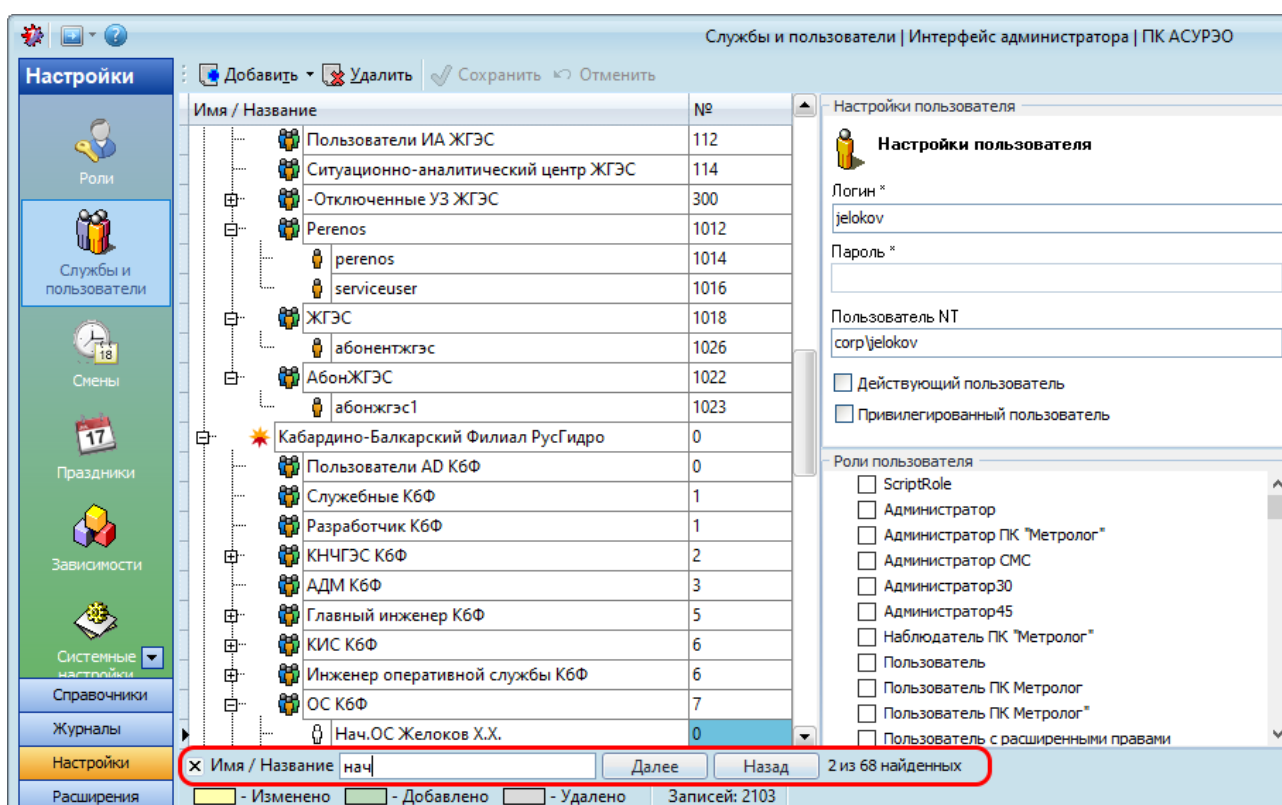 Службы и пользователи | Интерфейс администратора | ПК АСУРЭО
Настройки
Добавить
Удалить
Сохранить
Отменить
Роли
Службы и
пользователи
18
Смены
17
Праздники
Зависимости
Системные
настройки
Справочники
Журналы
Настройки
Расширения
Имя / Название №
Пользователи ИА ЖГЭС 112
Ситуационно-аналитический центр ЖГЭС 114
-Отключенные УЗ ЖГЭС 300
Perenos 1012
perenos 1014
serviceuser 1016
ЖГЭС 1018
абонентжгэс 1026
АбонЖГЭС 1022
абонжгэс1 1023
Кабардино-Балкарский Филиал РусГидро 0
Пользователи AD КбФ 0
Служебные КбФ 1
Разработчик КбФ 1
КНЧГЭС КбФ 2
АДМ КбФ 3
Главный инженер КбФ 5
КИС КбФ 6
Инженер оперативной службы КбФ 6
ОС КбФ 7
Нач.ОС Желоков Х.Х. 0
Имя / Название нач Далее Назад 2 из 68 найденных
- Изменено - Добавлено - Удалено Записей: 2103
Настройки пользователя
Настройки пользователя
Логин *
jelokov
Пароль *
Пользователь NT
corp\jelokov
Действующий пользователь
Привилегированный пользователь
Роли пользователя
ScriptRole
Администратор
Администратор ПК "Метролог"
Администратор СМС
Администратор30
Администратор45
Наблюдатель ПК "Метролог"
Пользователь
Пользователь ПК Метролог
Пользователь ПК Метролог"
Пользователь с расширенными правами